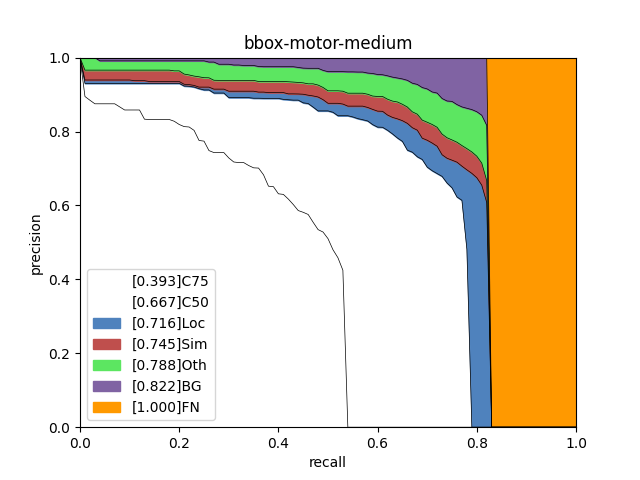 bbox-motor-medium
1.0
0.8
0.6
0.4
0.2
0.0
precision
[0.393]C75
[0.667]C50
[0.716]Loc
[0.745]Sim
[0.788]Oth
[0.822]BG
[1.000]FN
0.0 0.2 0.4 0.6 0.8 1.0
recall